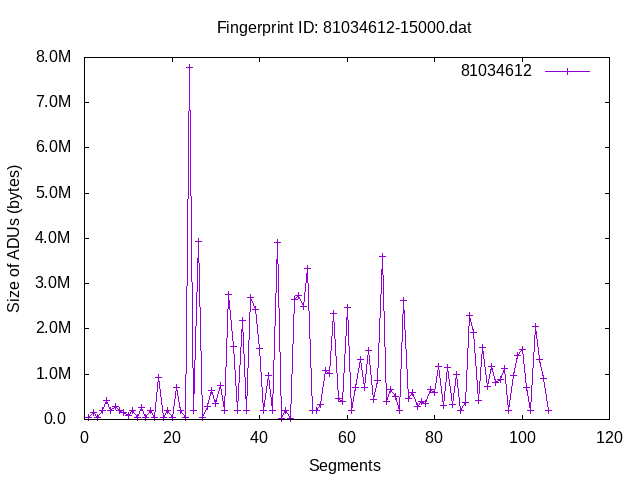 Fingerprint ID: 81034612-15000.dat
81034612
8.0M
7.0M
6.0M
5.0M
4.0M
3.0M
2.0M
1.0M
0.0
Size of ADUs (bytes)
0 20 40 60 80 100 120
Segments